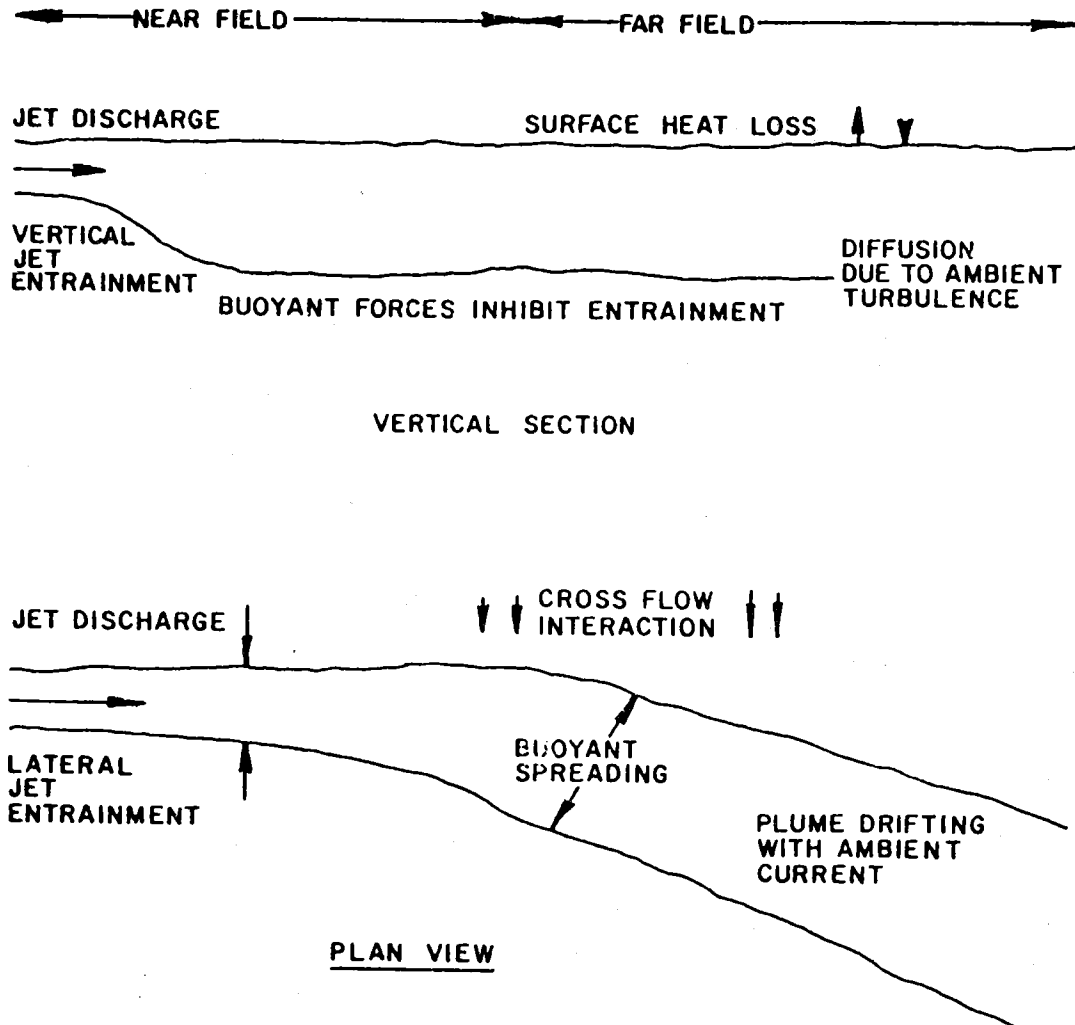 NEAR FIELD
FAR FIELD
JET DISCHARGE
SURFACE HEAT LOSS
VERTICAL
JET
ENTRAINMENT
DIFFUSION
DUE TO AMBIENT
TURBULENCE
BUOYANT FORCES INHIBIT ENTRAINMENT
VERTICAL SECTION
CROSS FLOW
INTERACTION
JET DISCHARGE
BUOYANT
SPREADING
LATERAL
JET
ENTRAINMENT
PLUME DRIFTING
WITH AMBIENT
CURRENT
PLAN VIEW